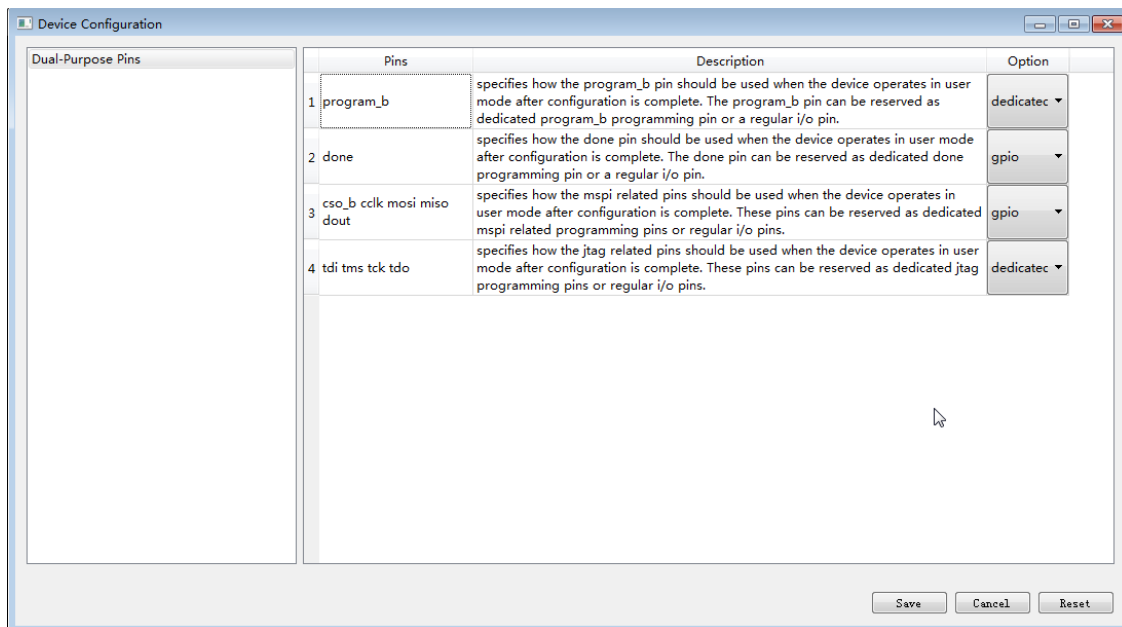 Device Configuration
Dual-Purpose Pins
Pins Description Option
1 program_b
specifies how the program_b pin should be used when the device operates in user
mode after configuration is complete. The program_b pin can be reserved as
dedicated program_b programming pin or a regular i/o pin.
dedicatec
2 done
specifies how the done pin should be used when the device operates in user mode
after configuration is complete. The done pin can be reserved as dedicated done
programming pin or a regular i/o pin.
gpio
3 cso_b cclk mosi miso
dout
specifies how the mspi related pins should be used when the device operates in
user mode after configuration is complete. These pins can be reserved as dedicated
mspi related programming pins or regular i/o pins.
gpio
4 tdi tms tck tdo
specifies how the jtag related pins should be used when the device operates in user
mode after configuration is complete. These pins can be reserved as dedicated jtag
programming pins or regular i/o pins.
dedicatec
Save Cancel Reset